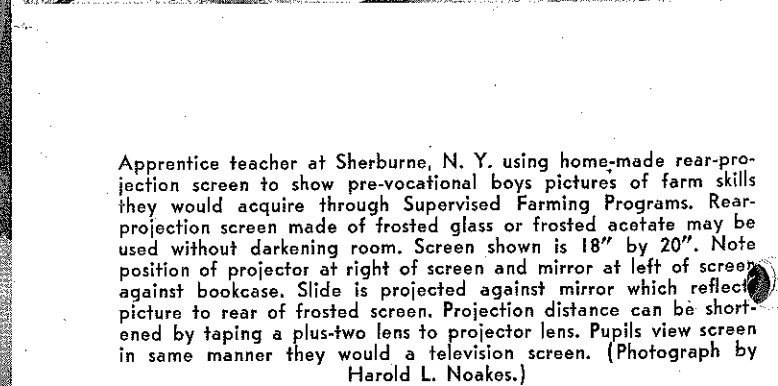 Apprentice teacher at Sherburne, N. Y. using home-made rear-pro-
jection screen to show pre-vocational boys pictures of farm skills
they would acquire through Supervised Farming Programs. Rear-
projection screen made of frosted glass or frosted acetate may be
used without darkening room. Screen shown is 18" by 20". Note
position of projector at right of screen and mirror at left of screen
against bookcase. Slide is projected against mirror which reflects
picture to rear of frosted screen. Projection distance can be short-
ened by taping a plus-two lens to projector lens. Pupils view screen
in same manner they would a television screen. (Photograph by
Harold L. Noakes.)